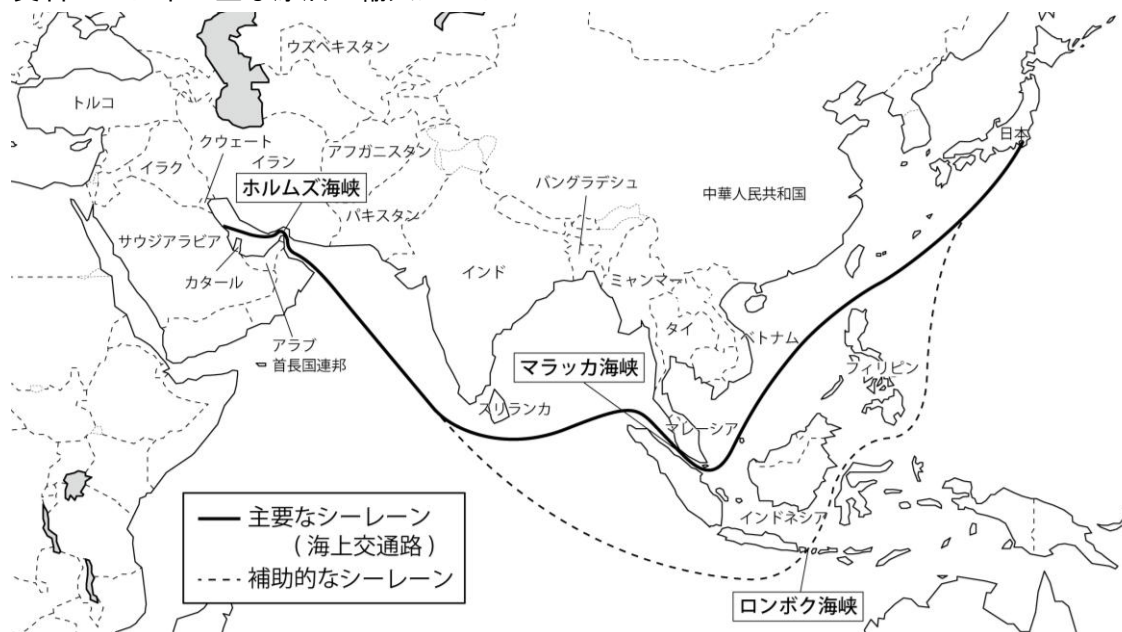 ウズベキスタン
トルコ
クウェート
イラク
イラン
アフガニスタン
日本
ホルムズ海峡
バングラデシュ
中華人民共和国
パキスタン
サウジアラビア
インド
カタール
ミャンマー
タイ
ベトナム
アラブ
首長国連邦
マラッカ海峡
フィリピン
スリランカ
マレーシア
インドネシア
主要なシーレーン
(海上交通路)
補助的なシーレーン
ロンボク海峡